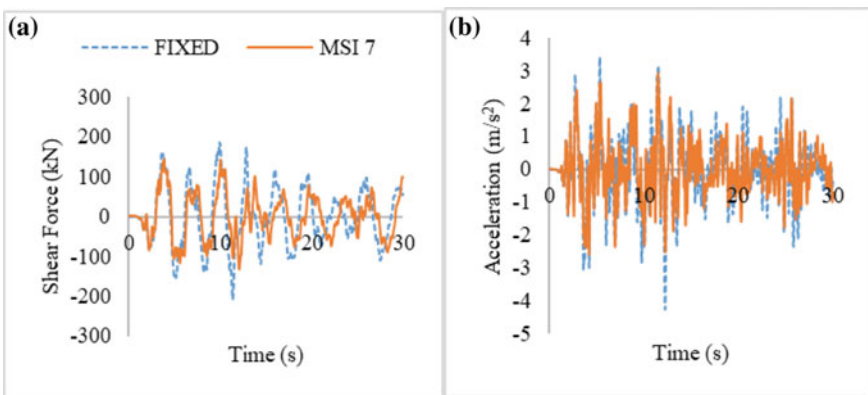 (a)
FIXED MSI 7
300
200
100
0
-100
-200
-300
0 10 20 30
Shear Force (kN)
Time (s)
(b)
4
3
2
1
0
-1
-2
-3
-4
-5
0 10 20 30
Acceleration (m/s²)
Time (s)